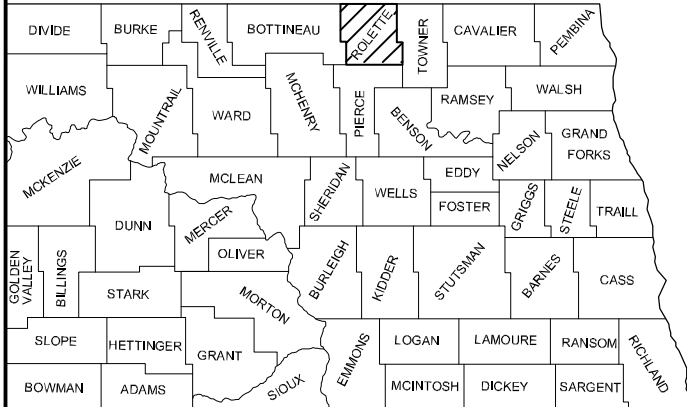 DIVIDE
BURKE
RENVILLE
BOTTINEAU
ROLETTE
TOWNER
CAVALIER
PEMBINA
WILLIAMS
MOUNTRAIL
WARD
MCHENRY
PIERCE
BENSON
RAMSEY
WALSH
NELSON
GRAND
FORKS
MCKENZIE
DUNN
MCLEAN
MERCER
OLIVER
SHERIDAN
WELLS
EDDY
FOSTER
GRIGGS
STEELE
TRAILL
GOLDEN
VALLEY
BILLINGS
STARK
MORTON
BURLEIGH
KIDDER
STUTSMAN
BARNES
CASS
SLOPE
HETTINGER
GRANT
EMMONS
LOGAN
LAMOURE
RANSOM
RICHLAND
BOWMAN
ADAMS
SIOUX
MCINTOSH
DICKEY
SARGENT